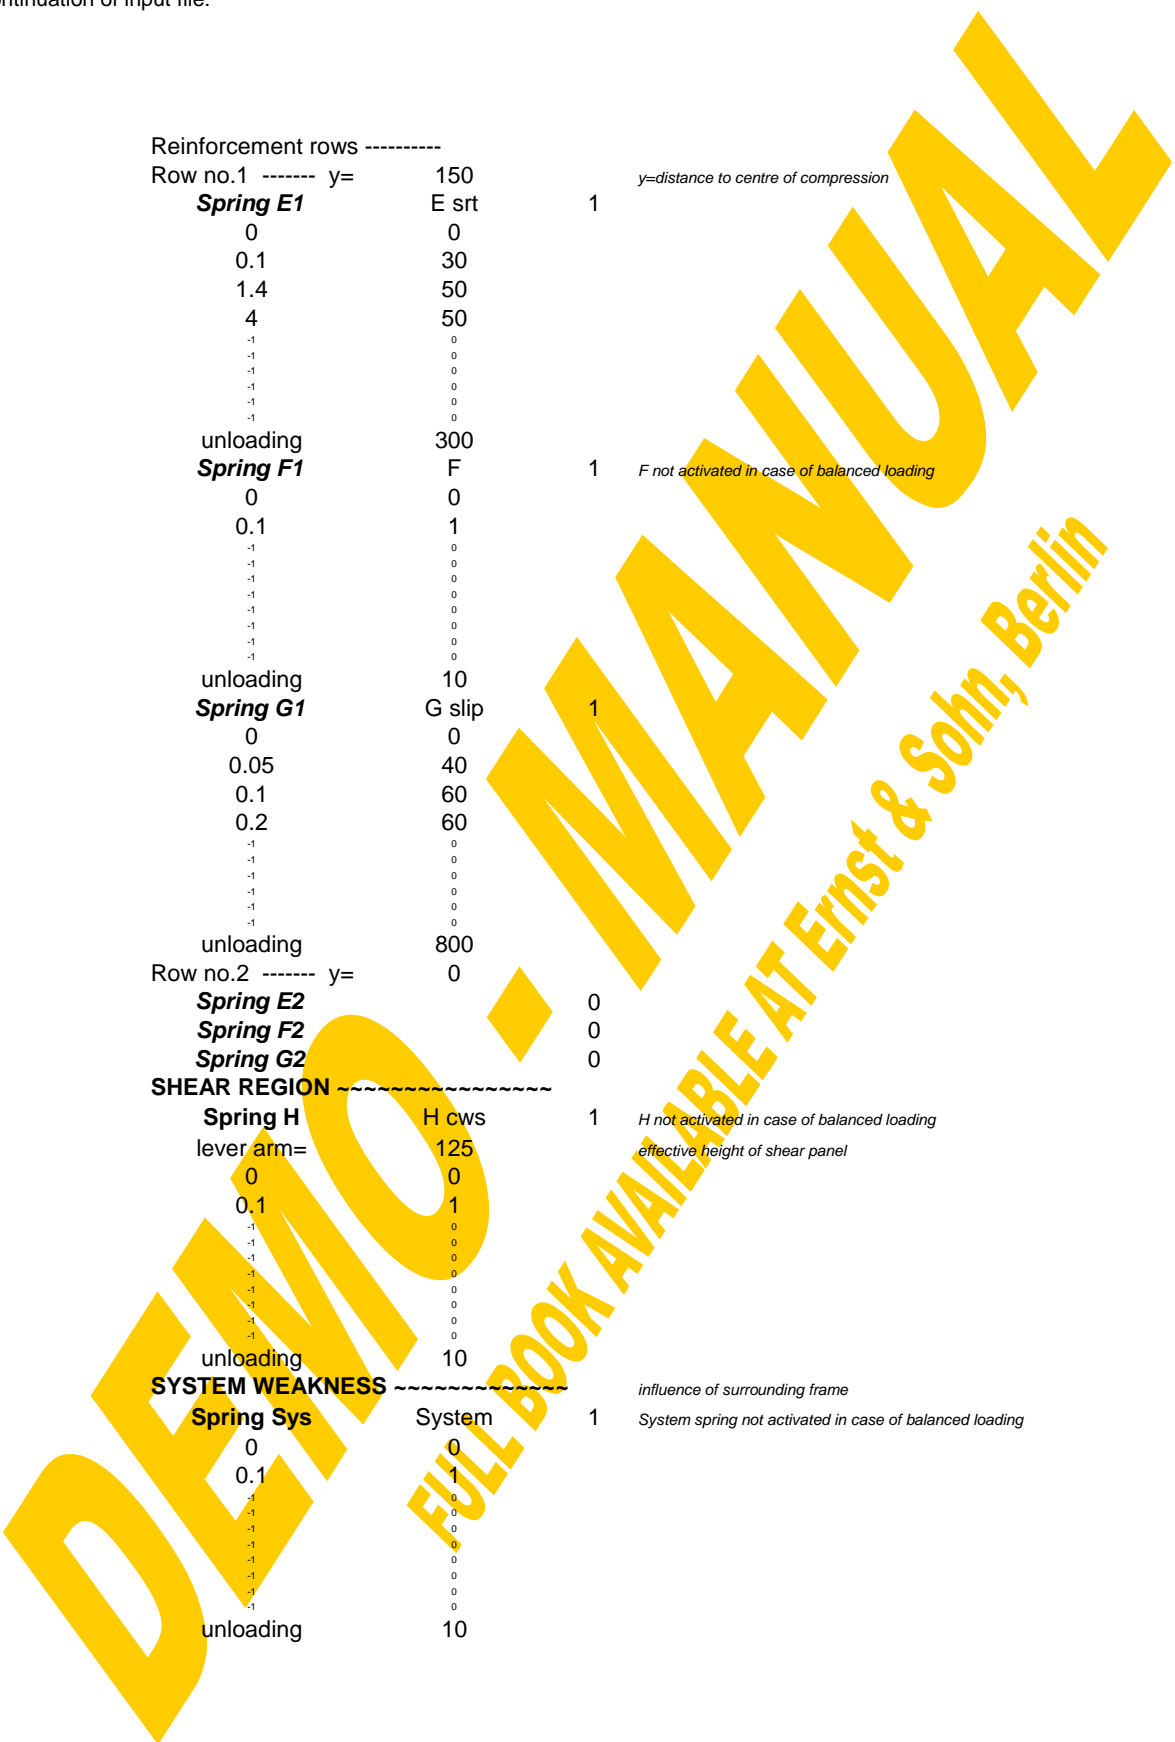 ntinuation of input file:
Reinforcement rows ----------
Row no.1 ------- y= 150 y=distance to centre of compression
Spring E1 E srt 1
0 0
0.1 30
1.4 50
4 50
-1 0
-1 0
-1 0
-1 0
-1 0
-1 0
unloading 300
Spring F1 F 1 F not activated in case of balanced loading
0 0
0.1 1
-1 0
-1 0
-1 0
-1 0
-1 0
-1 0
-1 0
-1 0
unloading 10
Spring G1 G slip 1
0 0
0.05 40
0.1 60
0.2 60
-1 0
-1 0
-1 0
-1 0
-1 0
-1 0
unloading 800
Row no.2 ------- y= 0
Spring E2 0
Spring F2 0
Spring G2 0
SHEAR REGION ~~~~~~~~~~~~~~~~
Spring H H cws 1 H not activated in case of balanced loading
lever arm= 125 effective height of shear panel
0 0
0.1 1
-1 0
-1 0
-1 0
-1 0
-1 0
-1 0
-1 0
-1 0
unloading 10
SYSTEM WEAKNESS ~~~~~~~~~~~~~ influence of surrounding frame
Spring Sys System 1 System spring not activated in case of balanced loading
0 0
0.1 1
-1 0
-1 0
-1 0
-1 0
-1 0
-1 0
-1 0
-1 0
unloading 10
DEMO - MANUAL
FULL BOOK AVAILABLE AT Ernst & Sohn, Berlin